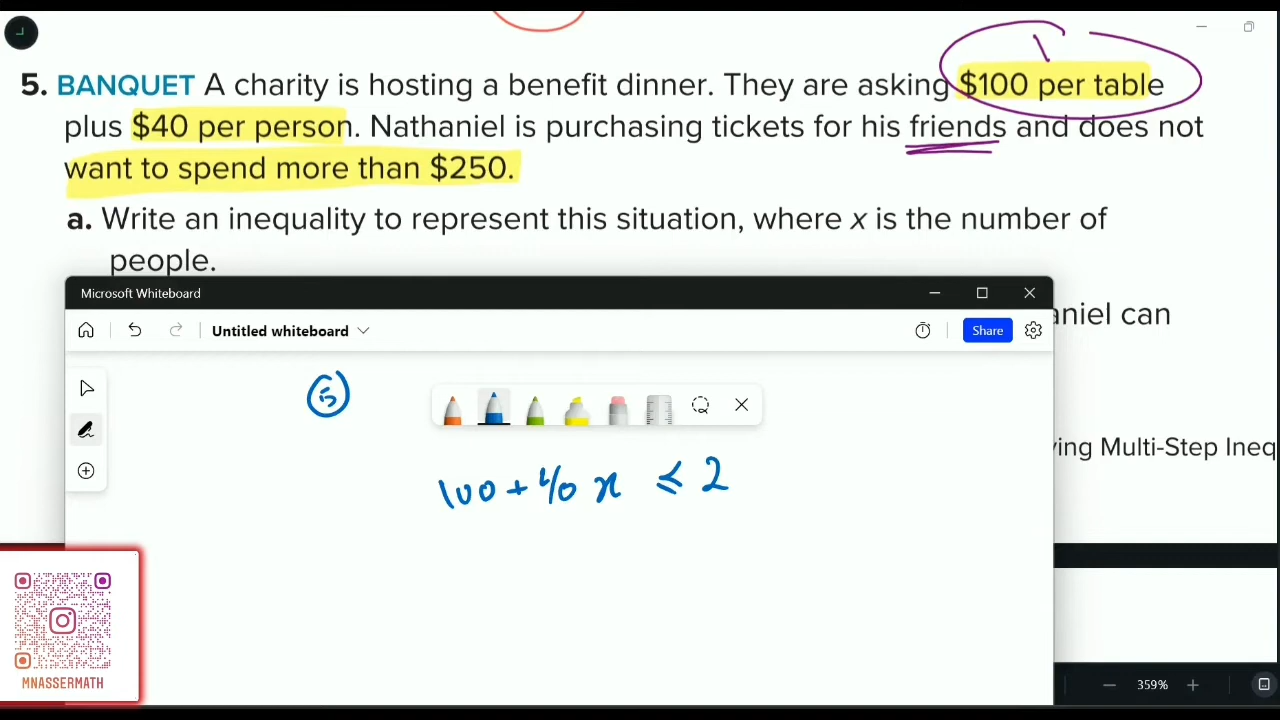 5. BANQUET A charity is hosting a benefit dinner. They are asking $100 per table
plus $40 per person. Nathaniel is purchasing tickets for his friends and does not
want to spend more than $250.
a. Write an inequality to represent this situation, where x is the number of
people.
Microsoft Whiteboard
aniel can
Untitled whiteboard
Share
5
ying Multi-Step Ineq
100 + 40 x ≤ 2
MNASSERMATH
359%